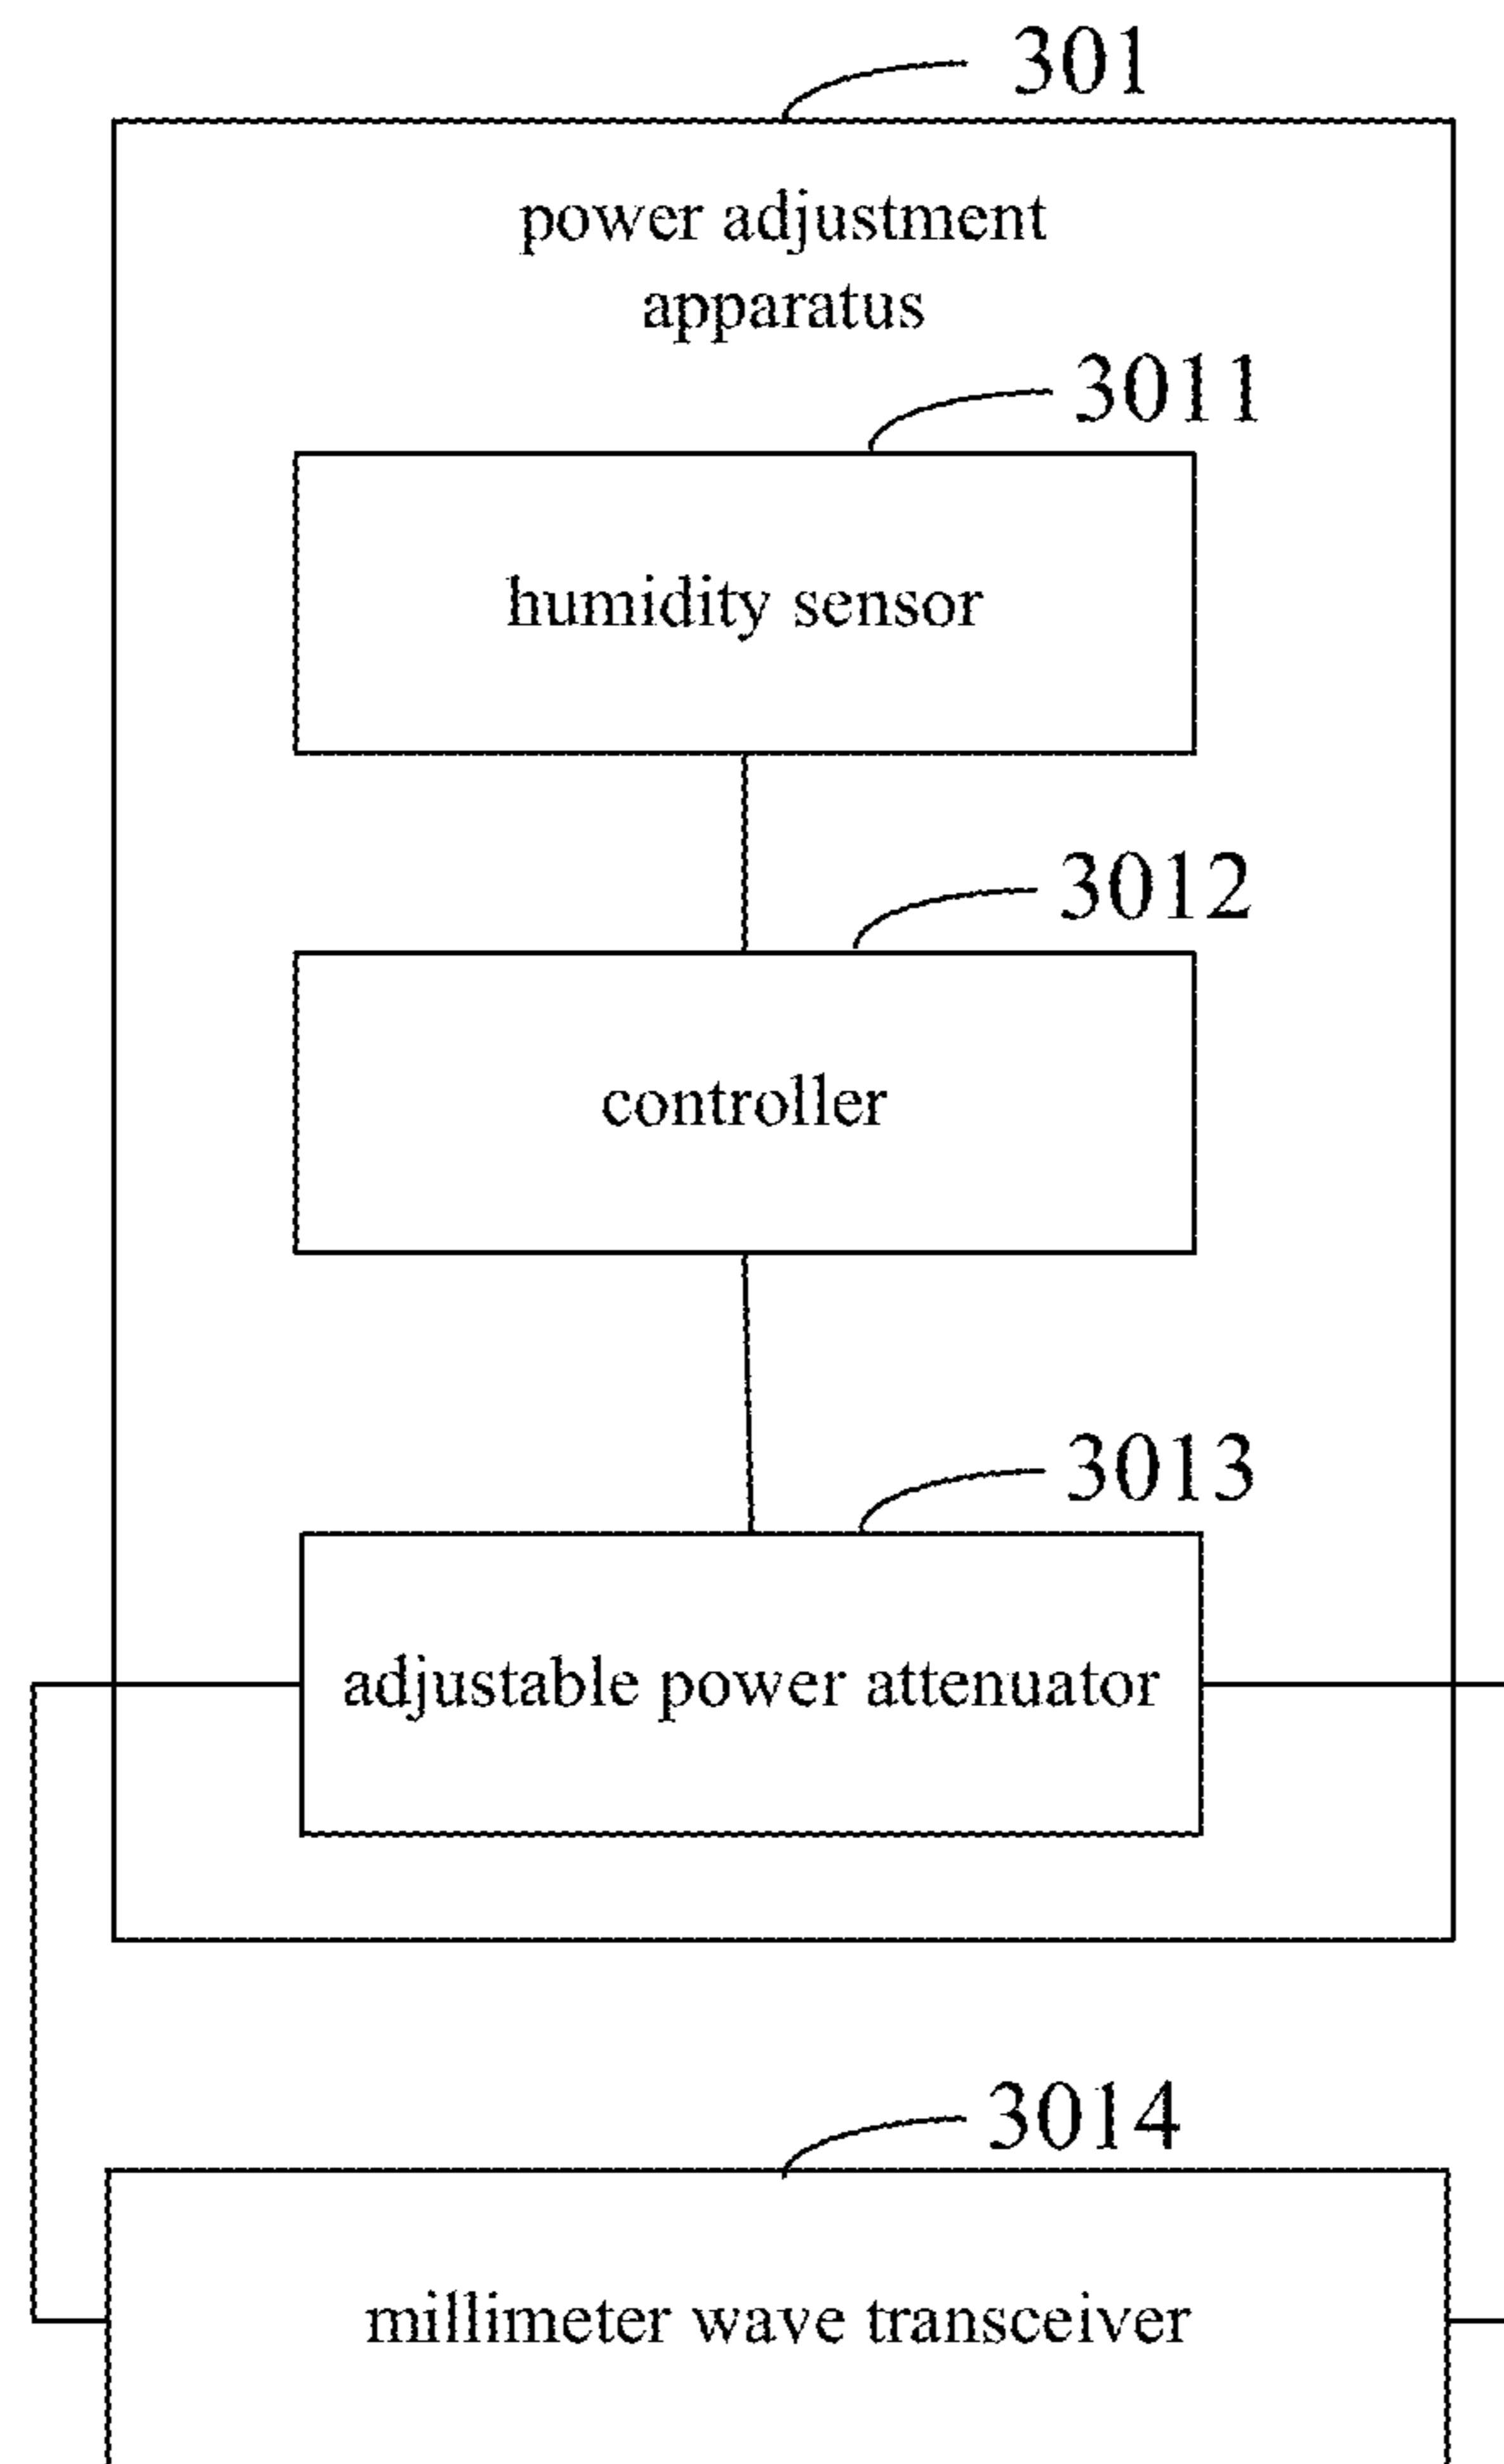 301
power adjustment
apparatus
3011
humidity sensor
3012
controller
3013
adjustable power attenuator
3014
millimeter wave transceiver